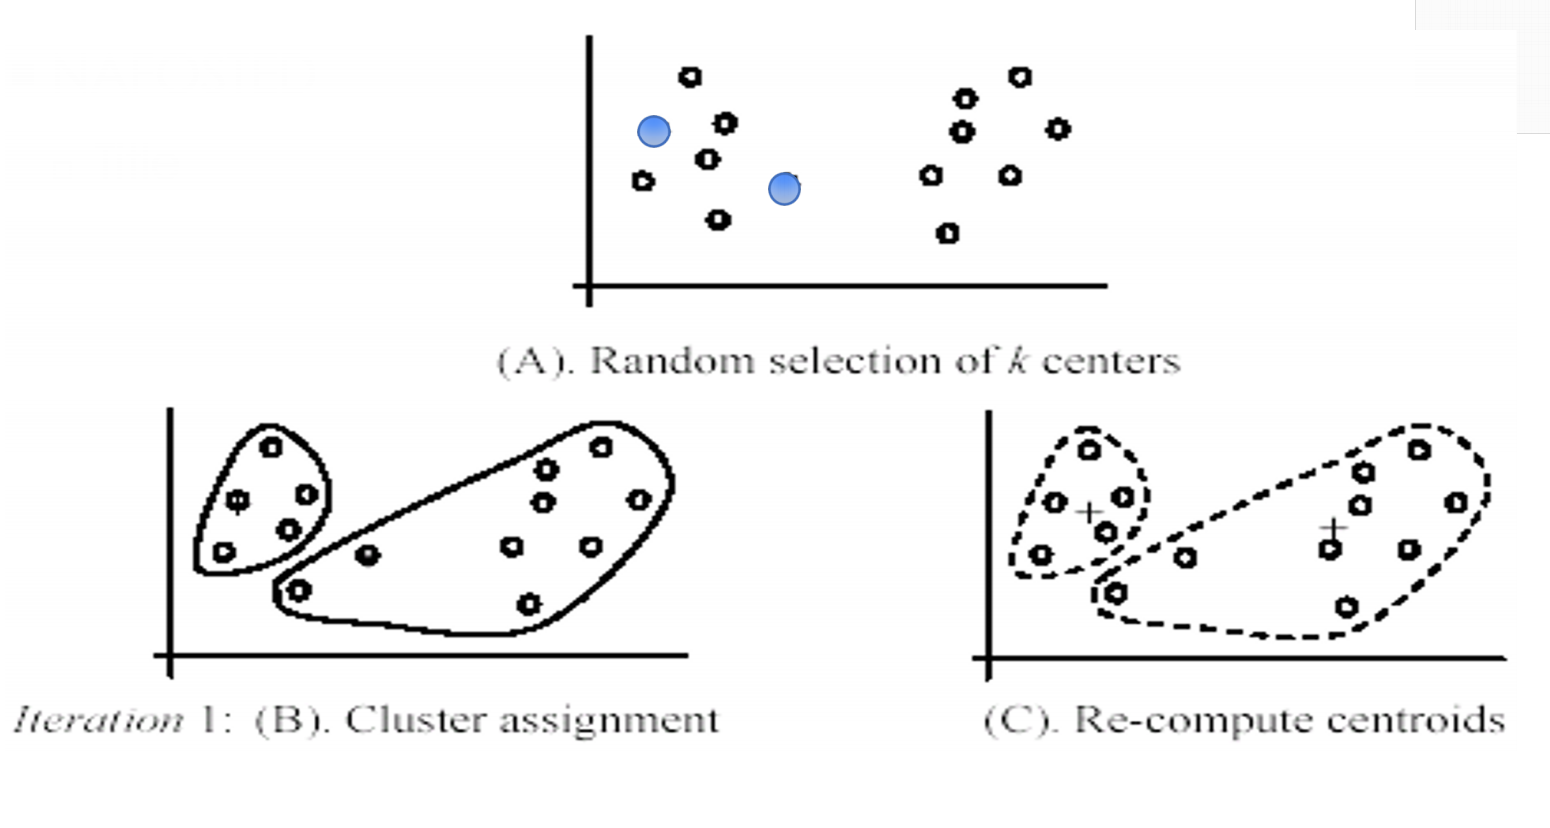 (A). Random selection of k centers
Iteration 1: (B). Cluster assignment
(C). Re-compute centroids